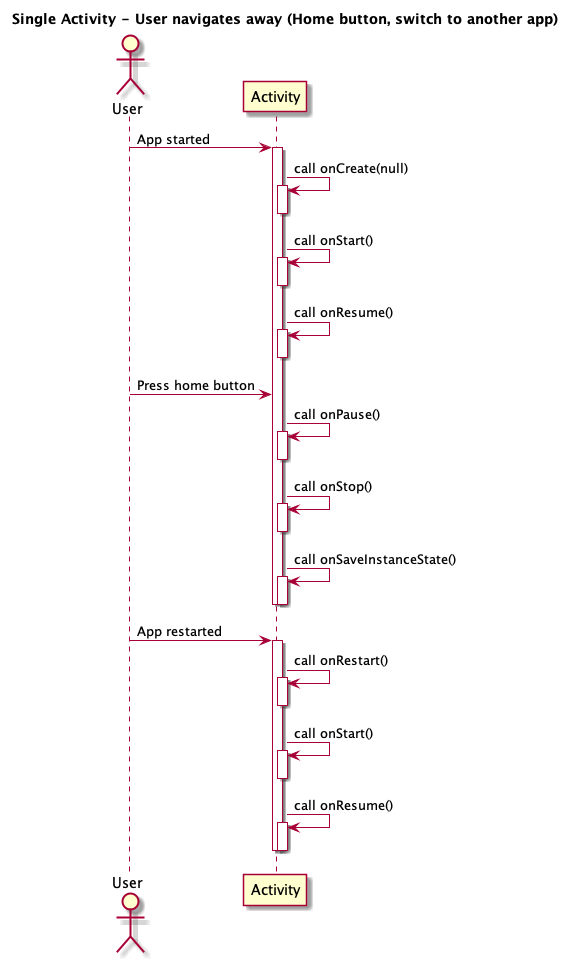 Single Activity - User navigates away (Home button, switch to another app)
User
Activity
App started
call onCreate(null)
call onStart()
call onResume()
Press home button
call onPause()
call onStop()
call onSaveInstanceState()
App restarted
call onRestart()
call onStart()
call onResume()
User
Activity